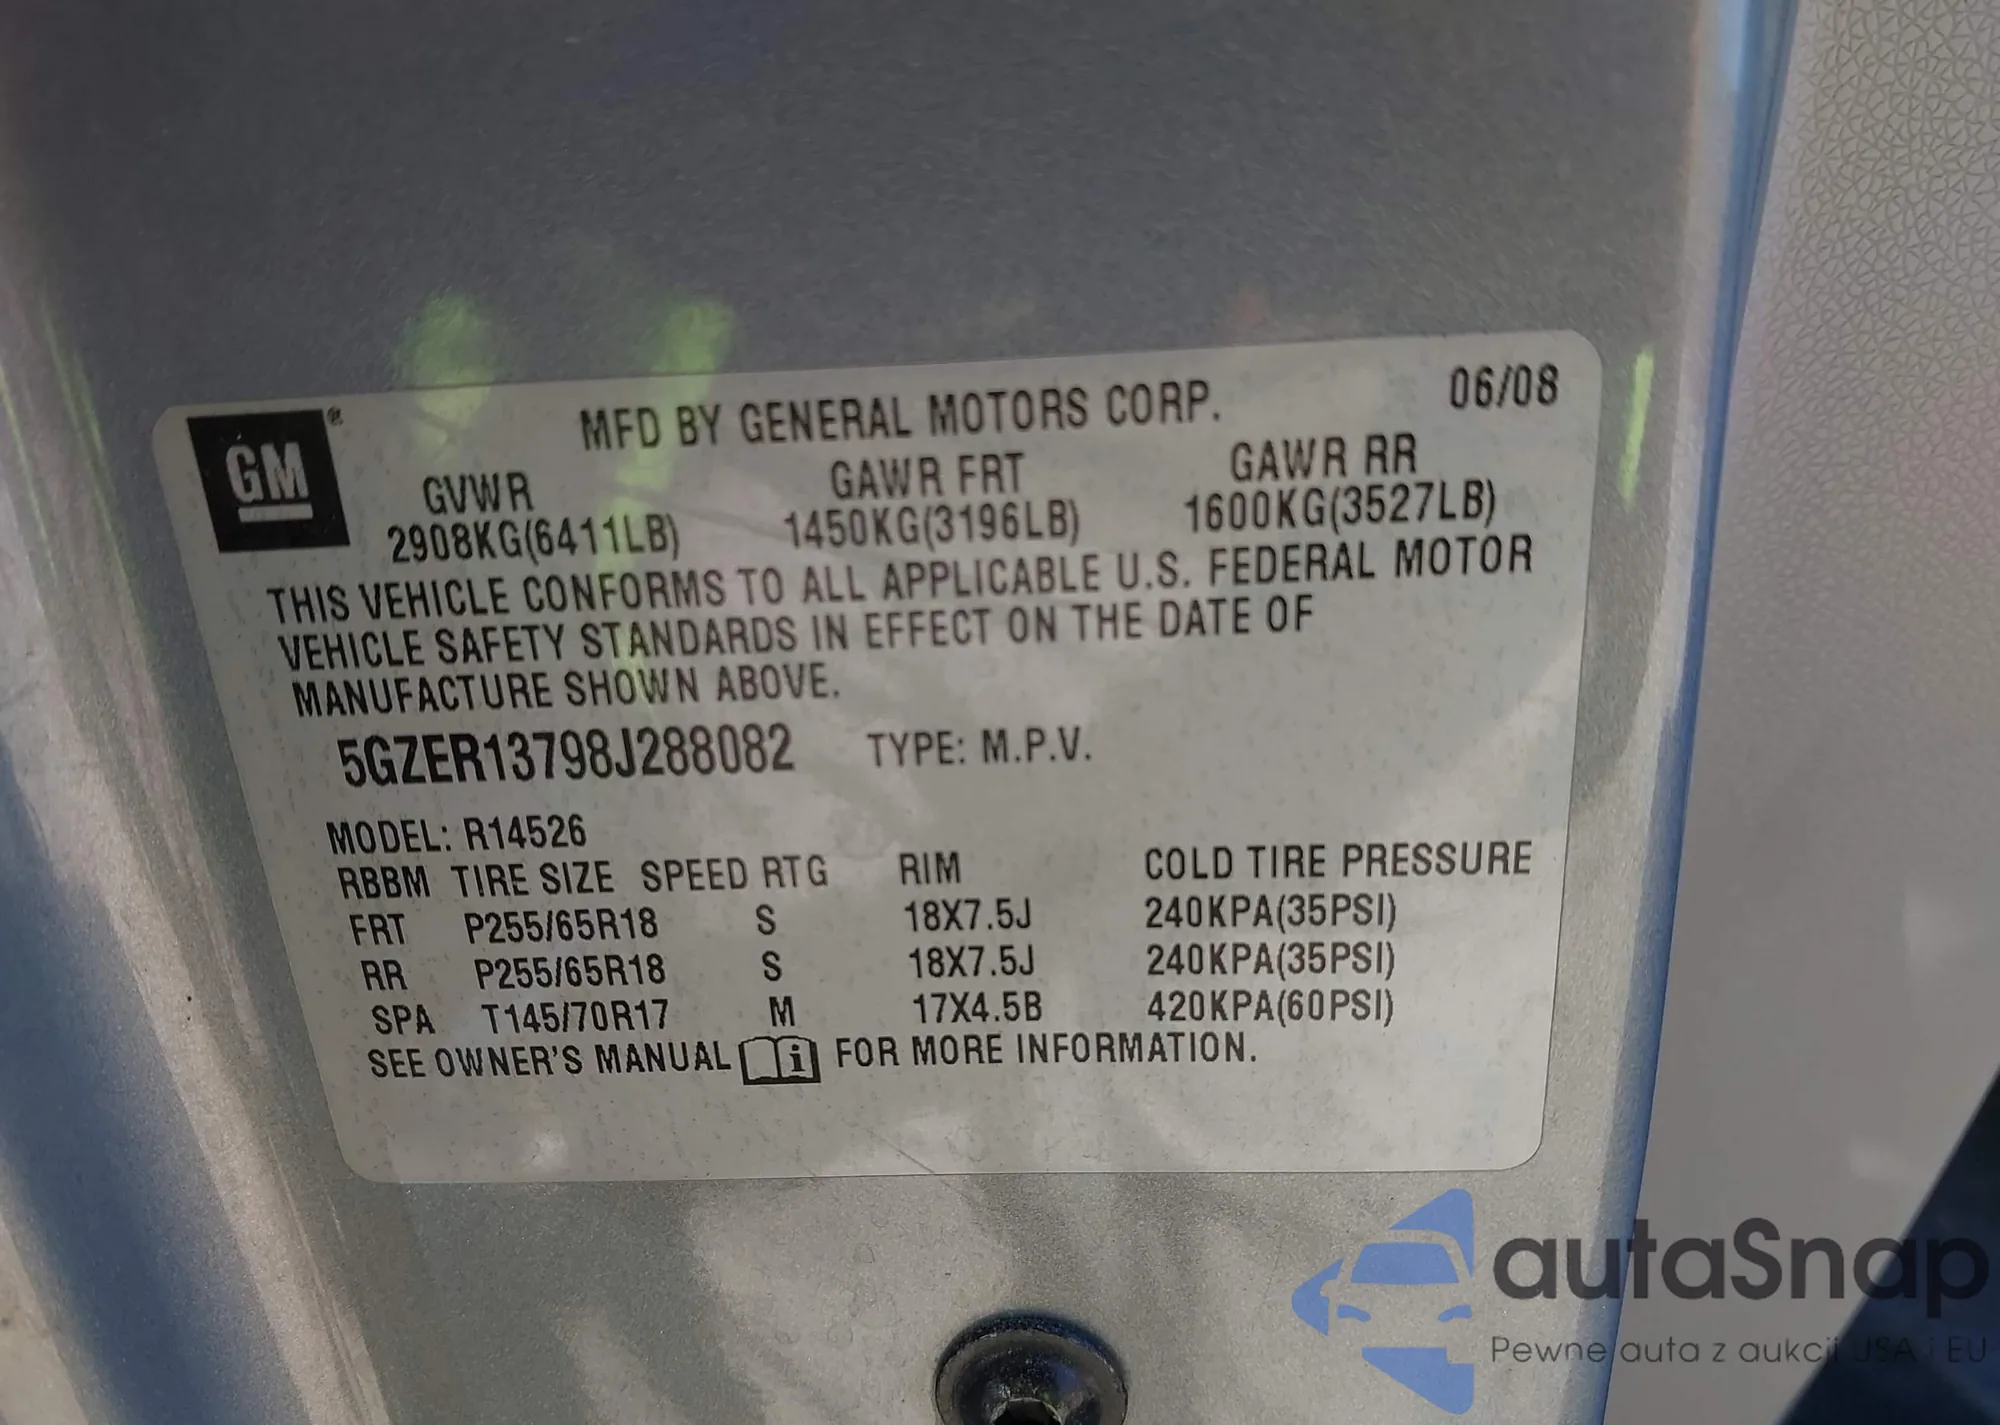 GM®
MFD BY GENERAL MOTORS CORP. 06/08
GVWR GAWR FRT GAWR RR
2908KG(6411LB) 1450KG(3196LB) 1600KG(3527LB)
THIS VEHICLE CONFORMS TO ALL APPLICABLE U.S. FEDERAL MOTOR
VEHICLE SAFETY STANDARDS IN EFFECT ON THE DATE OF
MANUFACTURE SHOWN ABOVE.
5GZER13798J288082 TYPE: M.P.V.
MODEL: R14526
RBBM TIRE SIZE SPEED RTG RIM COLD TIRE PRESSURE
FRT P255/65R18 S 18X7.5J 240KPA(35PSI)
RR P255/65R18 S 18X7.5J 240KPA(35PSI)
SPA T145/70R17 M 17X4.5B 420KPA(60PSI)
SEE OWNER'S MANUAL i FOR MORE INFORMATION.
autaSnap
Pewne auta z aukcji USA i EU